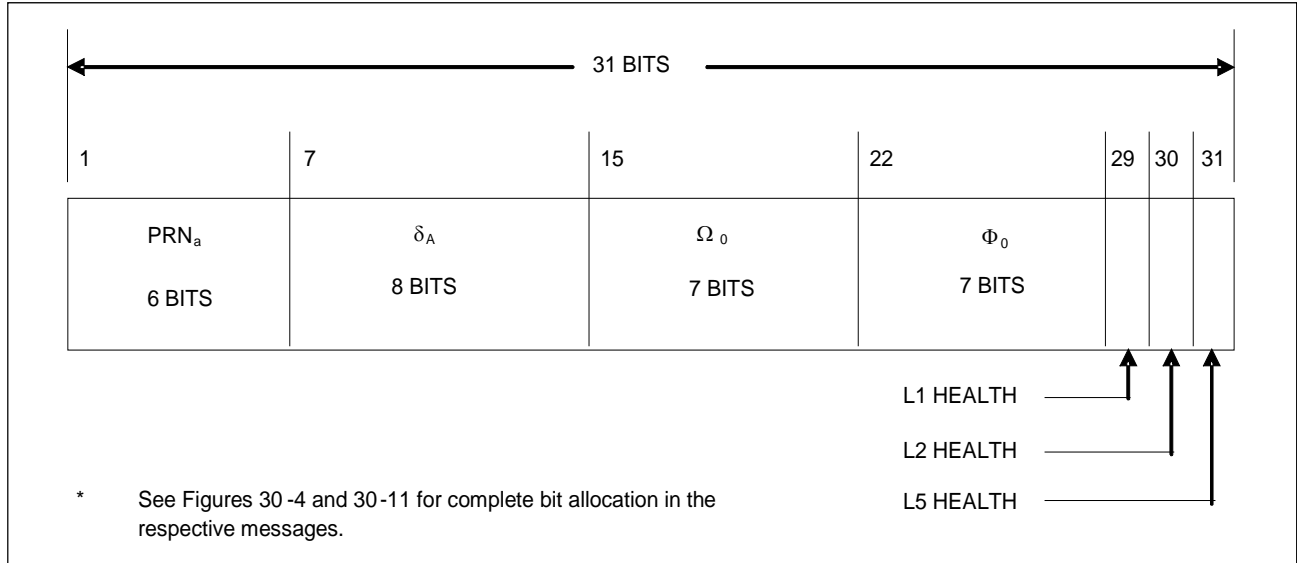 31 BITS
1 7 15 22 29 30 31
PRNa δA Ω0 Φ0
6 BITS 8 BITS 7 BITS 7 BITS
L1 HEALTH
L2 HEALTH
L5 HEALTH
* See Figures 30-4 and 30-11 for complete bit allocation in the
respective messages.